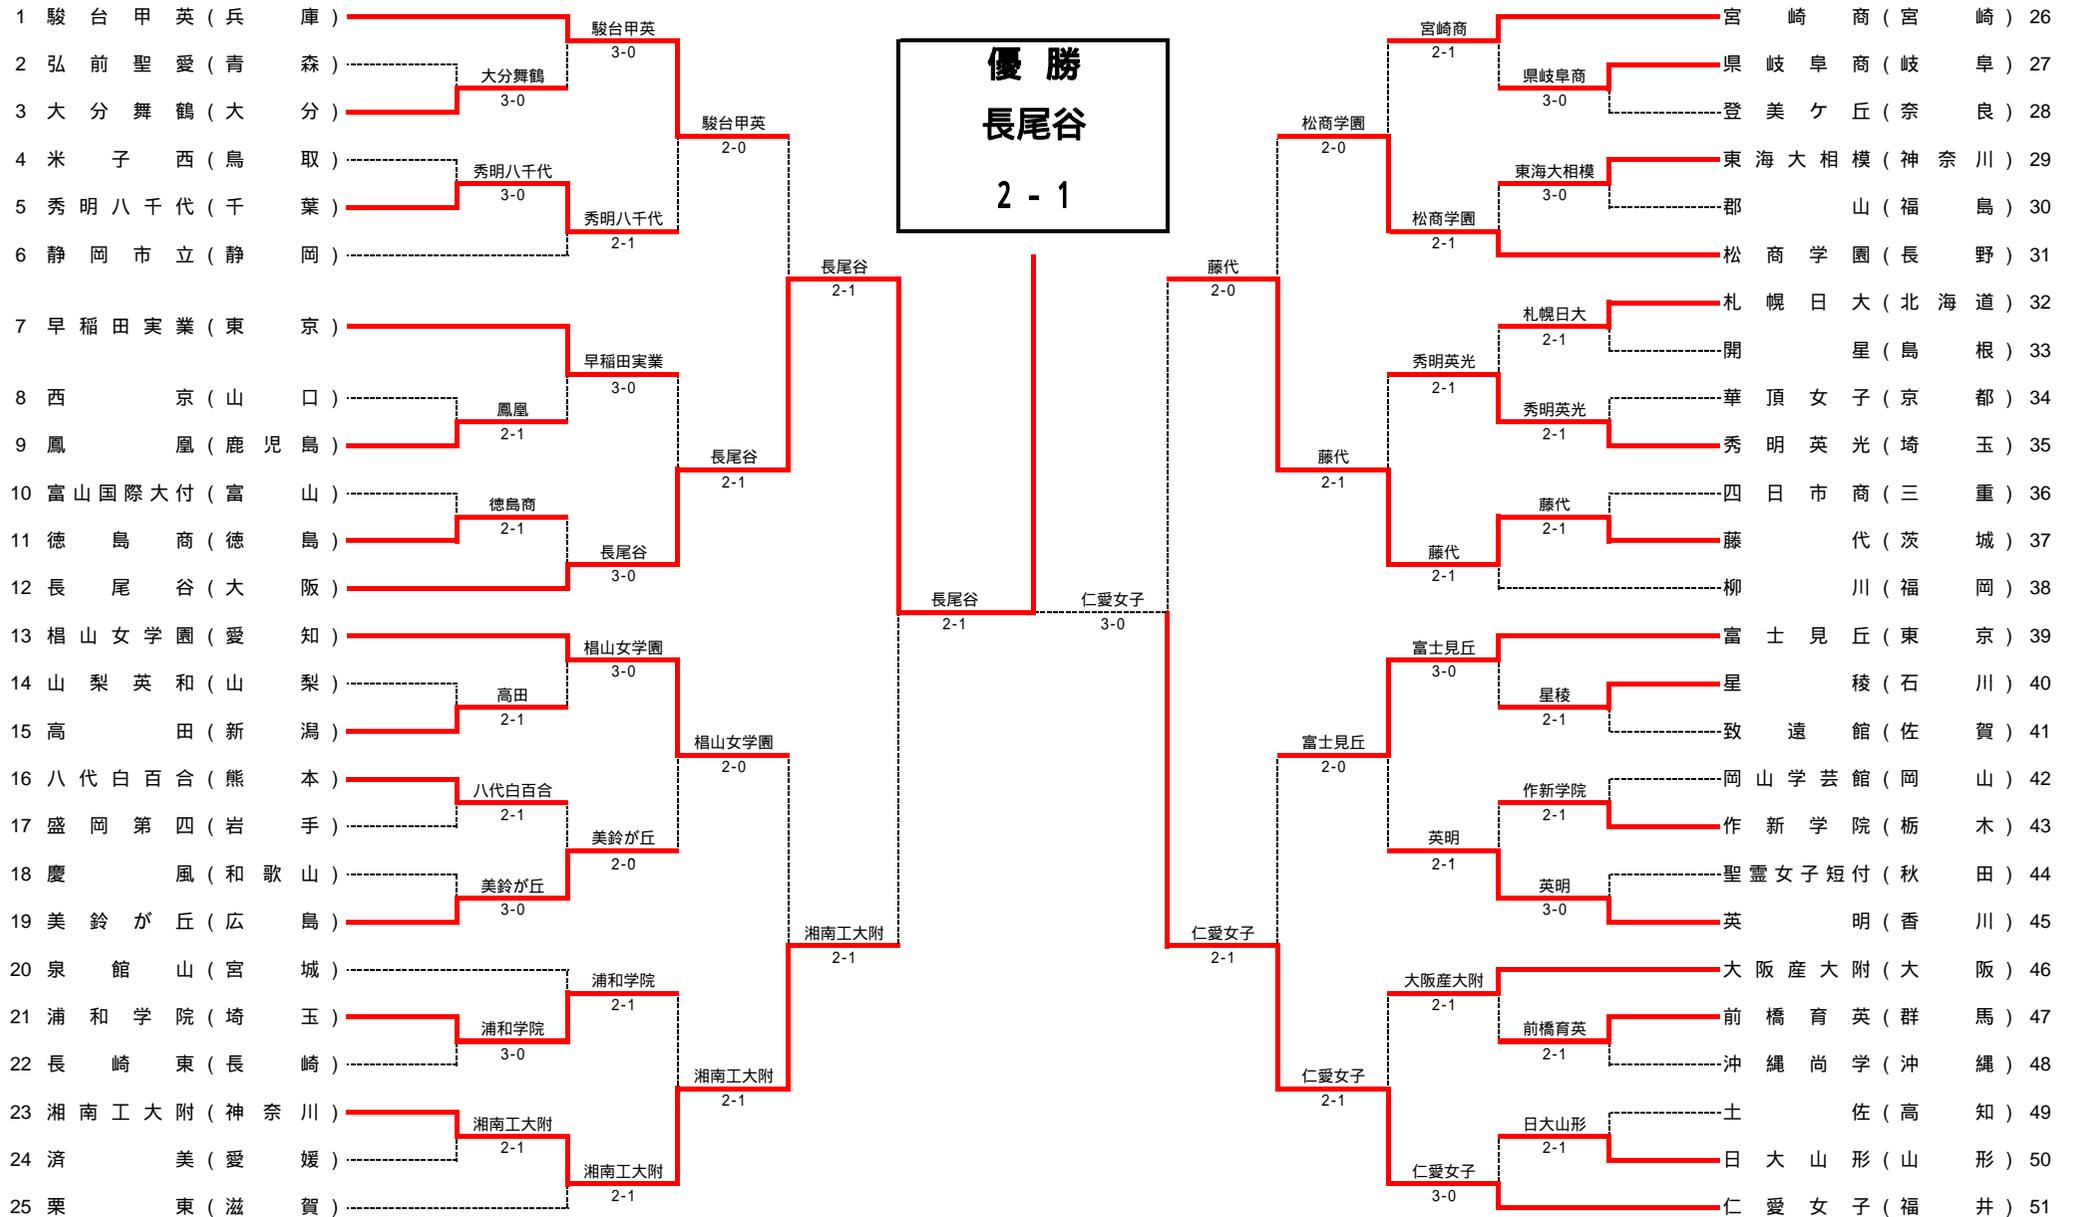 1 駿台甲英(兵庫)
2 弘前聖愛(青森)
3 大分舞鶴(大分)
4 米子西(鳥取)
5 秀明八千代(千葉)
6 静岡市立(静岡)
7 早稲田実業(東京)
8 西京(山口)
9 鳳凰(鹿児島)
10 富山国際大付(富山)
11 徳島商(徳島)
12 長尾谷(大阪)
13 椙山女学園(愛知)
14 山梨英和(山梨)
15 高田(新潟)
16 八代白百合(熊本)
17 盛岡第四(岩手)
18 慶風(和歌山)
19 美鈴が丘(広島)
20 泉館山(宮城)
21 浦和学院(埼玉)
22 長崎東(長崎)
23 湘南工大附(神奈川)
24 済美(愛媛)
25 栗東(滋賀)
大分舞鶴
3-0
秀明八千代
3-0
鳳凰
2-1
徳島商
2-1
高田
2-1
八代白百合
2-1
美鈴が丘
3-0
浦和学院
3-0
湘南工大附
2-1
駿台甲英
3-0
秀明八千代
2-1
早稲田実業
3-0
長尾谷
3-0
椙山女学園
3-0
美鈴が丘
2-0
浦和学院
2-1
湘南工大附
2-1
駿台甲英
2-0
長尾谷
2-1
椙山女学園
2-0
湘南工大附
2-1
長尾谷
2-1
湘南工大附
2-1
長尾谷
2-1
優勝
長尾谷
2-1
仁愛女子
3-0
藤代
2-0
仁愛女子
2-1
松商学園
2-0
藤代
2-1
富士見丘
2-0
仁愛女子
2-1
宮崎商
2-1
松商学園
2-1
秀明英光
2-1
藤代
2-1
富士見丘
3-0
英明
2-1
大阪産大附
2-1
仁愛女子
3-0
県岐阜商
3-0
東海大相模
3-0
札幌日大
2-1
秀明英光
2-1
藤代
2-1
星稜
2-1
作新学院
2-1
英明
3-0
前橋育英
2-1
日大山形
2-1
宮崎商(宮崎) 26
県岐阜商(岐阜) 27
登美ケ丘(奈良) 28
東海大相模(神奈川) 29
郡山(福島) 30
松商学園(長野) 31
札幌日大(北海道) 32
開星(島根) 33
華頂女子(京都) 34
秀明英光(埼玉) 35
四日市商(三重) 36
藤代(茨城) 37
柳川(福岡) 38
富士見丘(東京) 39
星稜(石川) 40
致遠館(佐賀) 41
岡山学芸館(岡山) 42
作新学院(栃木) 43
聖霊女子短付(秋田) 44
英明(香川) 45
大阪産大附(大阪) 46
前橋育英(群馬) 47
沖縄尚学(沖縄) 48
土佐(高知) 49
日大山形(山形) 50
仁愛女子(福井) 51